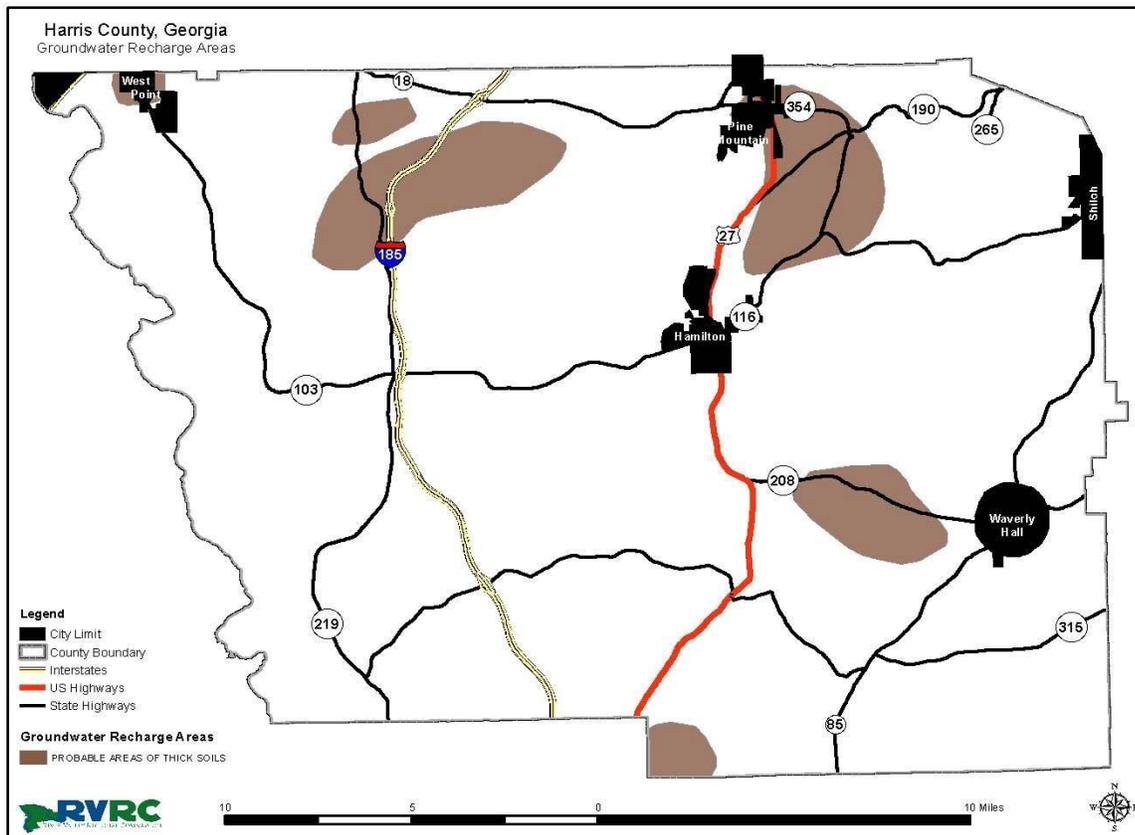 Harris County, Georgia
Groundwater Recharge Areas
West
Point
18
Pine
Mountain
354
190
265
Shiloh
27
185
116
Hamilton
103
208
Waverly
Hall
219
315
85
Legend
City Limit
County Boundary
Interstates
US Highways
State Highways
Groundwater Recharge Areas
PROBABLE AREAS OF THICK SOILS
RVRC
10
5
0
10 Miles
N
W
E
S